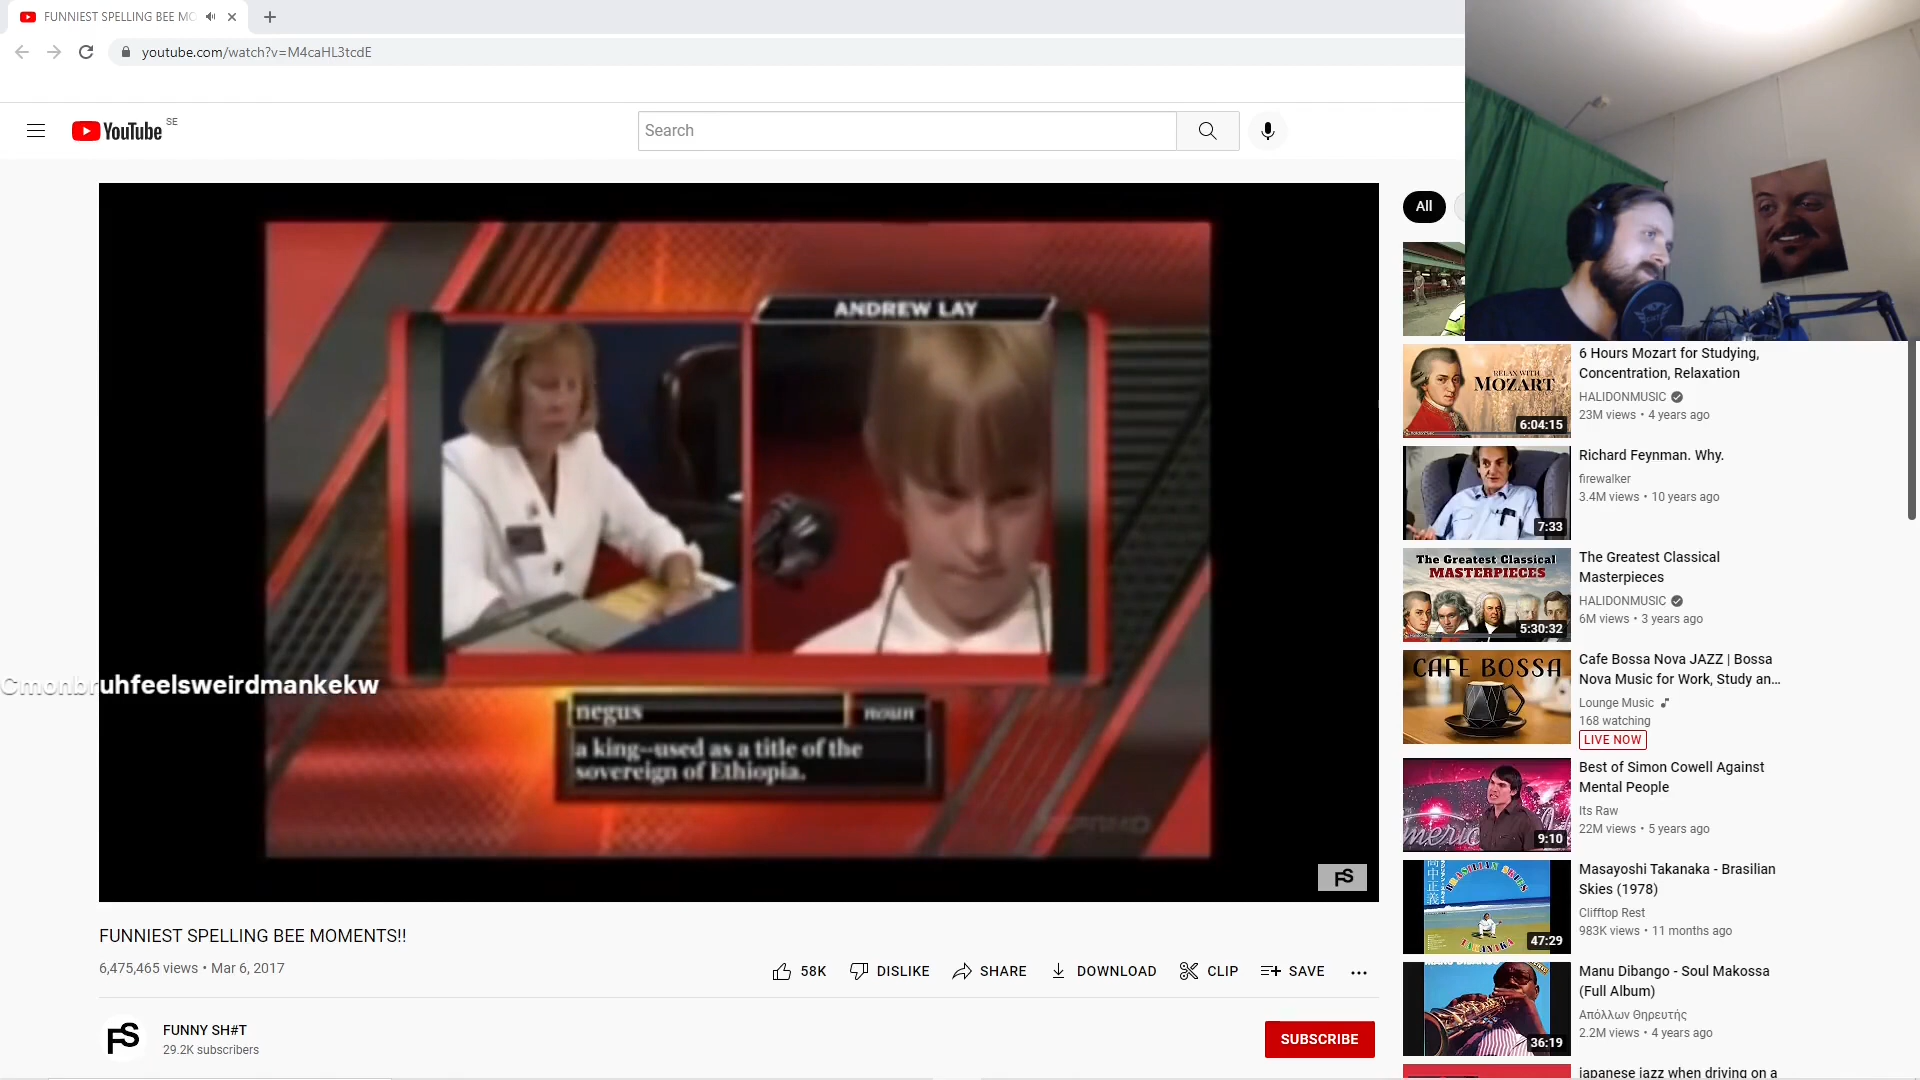 FUNNIEST SPELLING BEE MO
youtube.com/watch?v=M4caHL3tcdE
YouTube SE
Search
All
ANDREW LAY
negus noun
a king--used as a title of the
sovereign of Ethiopia.
Cmonbruhfeelsweirdmankekw
FS
FUNNIEST SPELLING BEE MOMENTS!!
6,475,465 views • Mar 6, 2017
58K DISLIKE SHARE DOWNLOAD CLIP SAVE
FS
FUNNY SH#T
29.2K subscribers
SUBSCRIBE
RELAX WITH
MOZART
6:04:15
6 Hours Mozart for Studying,
Concentration, Relaxation
HALIDONMUSIC
23M views • 4 years ago
7:33
Richard Feynman. Why.
firewalker
3.4M views • 10 years ago
The Greatest Classical
MASTERPIECES
5:30:32
The Greatest Classical
Masterpieces
HALIDONMUSIC
6M views • 3 years ago
CAFE BOSSA
Cafe Bossa Nova JAZZ | Bossa
Nova Music for Work, Study an...
Lounge Music
168 watching
LIVE NOW
9:10
Best of Simon Cowell Against
Mental People
Its Raw
22M views • 5 years ago
BRASILIAN SKIES
TAKANAKA
47:29
Masayoshi Takanaka - Brasilian
Skies (1978)
Clifftop Rest
983K views • 11 months ago
36:19
Manu Dibango - Soul Makossa
(Full Album)
Απόλλων Θηρευτής
2.2M views • 4 years ago
japanese jazz when driving on a